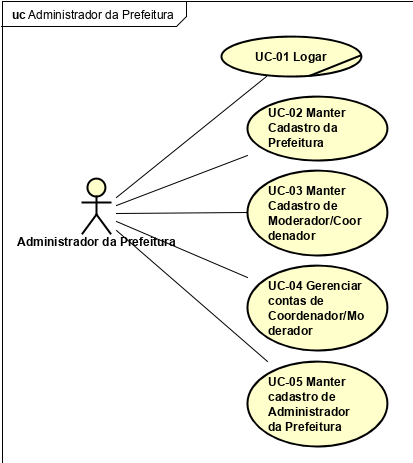 uc Administrador da Prefeitura
UC-01 Logar
UC-02 Manter
Cadastro da
Prefeitura
UC-03 Manter
Cadastro de
Moderador/Coor
denador
Administrador da Prefeitura
UC-04 Gerenciar
contas de
Coordenador/Mo
derador
UC-05 Manter
cadastro de
Administrador
da Prefeitura